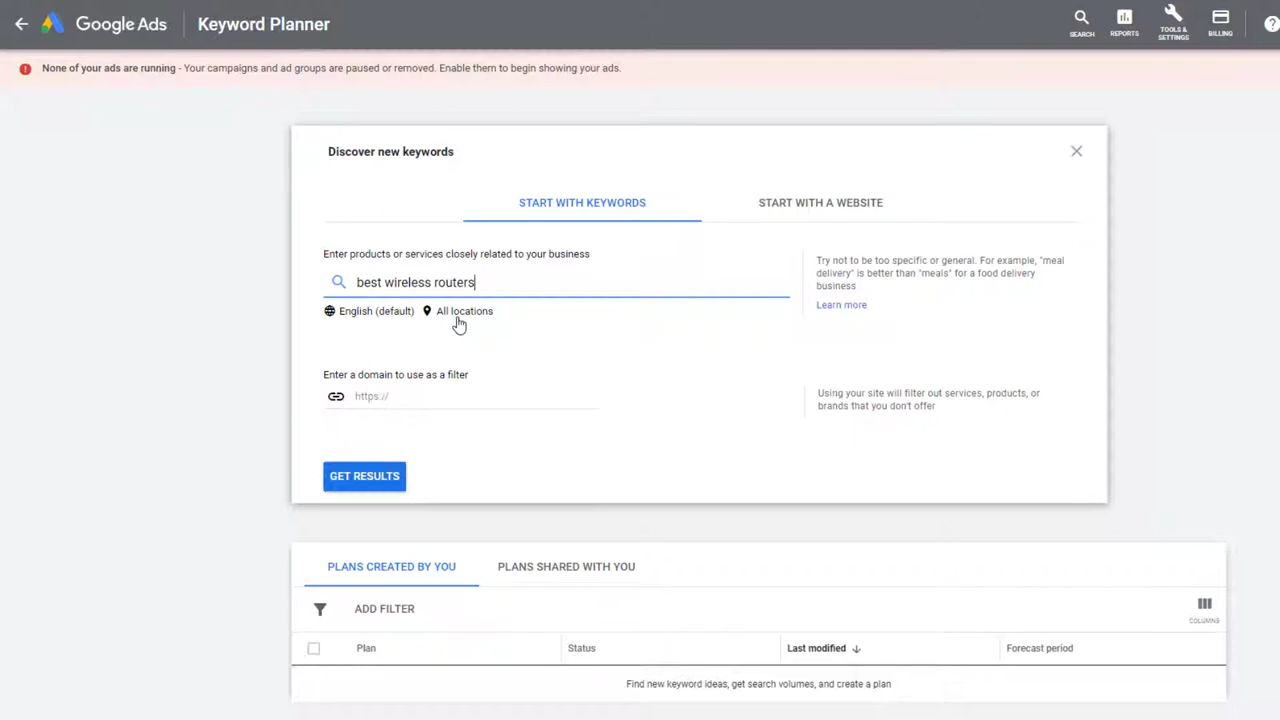 Google Ads Keyword Planner
SEARCH
REPORTS
TOOLS & SETTINGS
BILLING
None of your ads are running - Your campaigns and ad groups are paused or removed. Enable them to begin showing your ads.
Discover new keywords
START WITH KEYWORDS
START WITH A WEBSITE
Enter products or services closely related to your business
best wireless routers
English (default) All locations
Try not to be too specific or general. For example, "meal
delivery" is better than "meals" for a food delivery
business
Learn more
Enter a domain to use as a filter
https://
Using your site will filter out services, products, or
brands that you don't offer
GET RESULTS
PLANS CREATED BY YOU
PLANS SHARED WITH YOU
ADD FILTER
COLUMNS
Plan
Status
Last modified
Forecast period
Find new keyword ideas, get search volumes, and create a plan